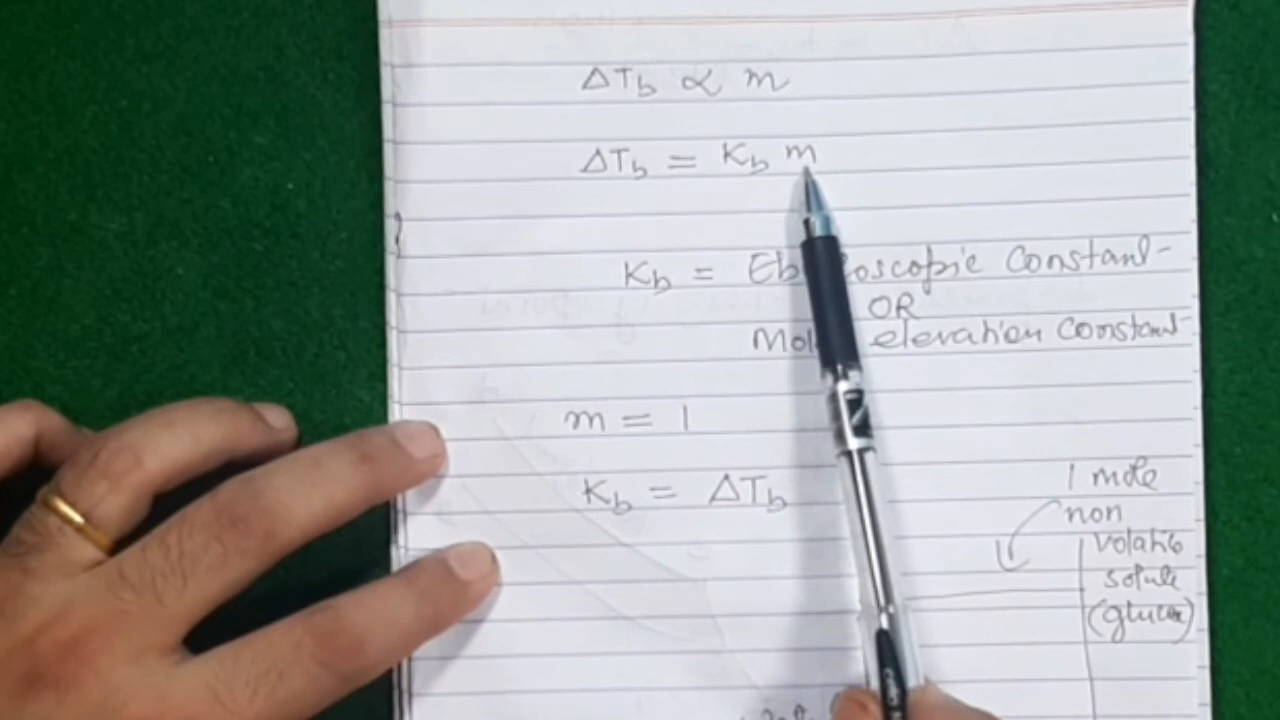 ΔTb ∝ m
ΔTb = Kb m
Kb = Eb oscopic Constant
OR
Mol elevation Constant
m = 1
Kb = ΔTb
1 mole
non
volatile
solute